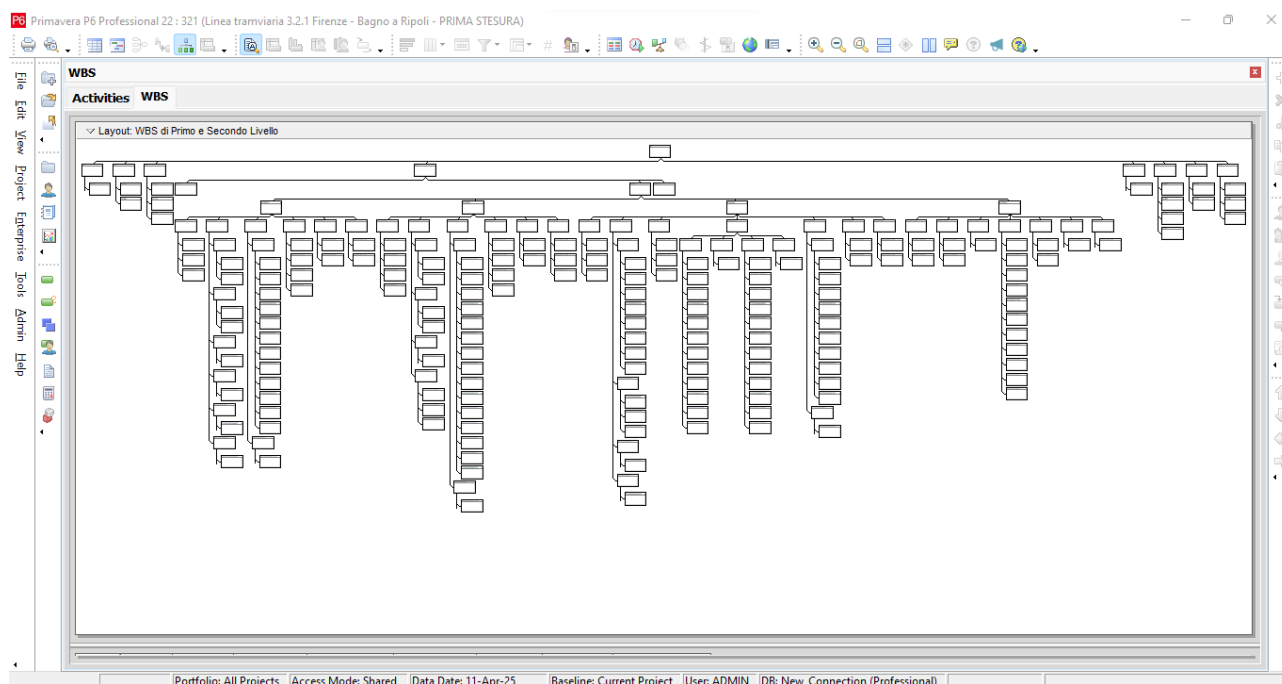 P6 Primavera P6 Professional 22 : 321 (Linea tramviaria 3.2.1 Firenze - Bagno a Ripoli - PRIMA STESURA)
File
Edit
View
Project
Enterprise
Tools
Admin
Help
WBS
Activities WBS
Layout: WBS di Primo e Secondo Livello
Portfolio: All Projects Access Mode: Shared Data Date: 11-Apr-25 Baseline: Current Project User: ADMIN DB: New_Connection (Professional)